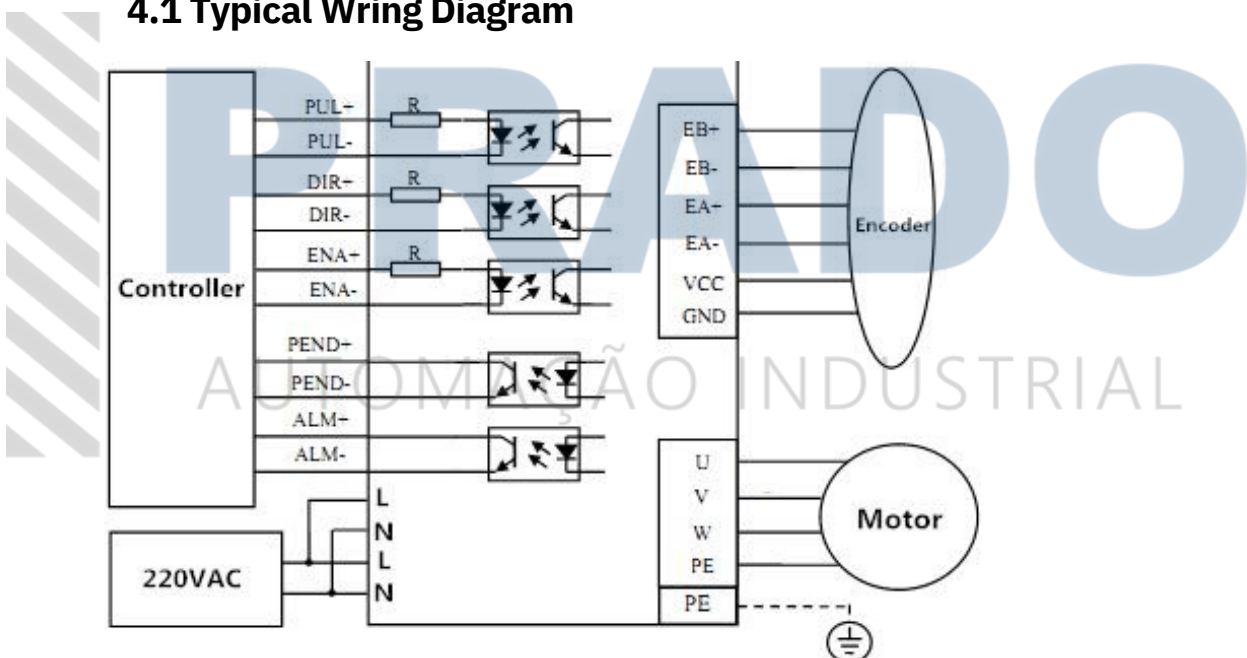 4.1 Typical Wring Diagram
PRADO
AUTOMAÇÃO INDUSTRIAL
Controller
PUL+
R
PUL-
DIR+
R
DIR-
ENA+
R
ENA-
PEND+
PEND-
ALM+
ALM-
220VAC
L
N
L
N
EB+
EB-
EA+
EA-
VCC
GND
Encoder
U
V
W
PE
PE
Motor